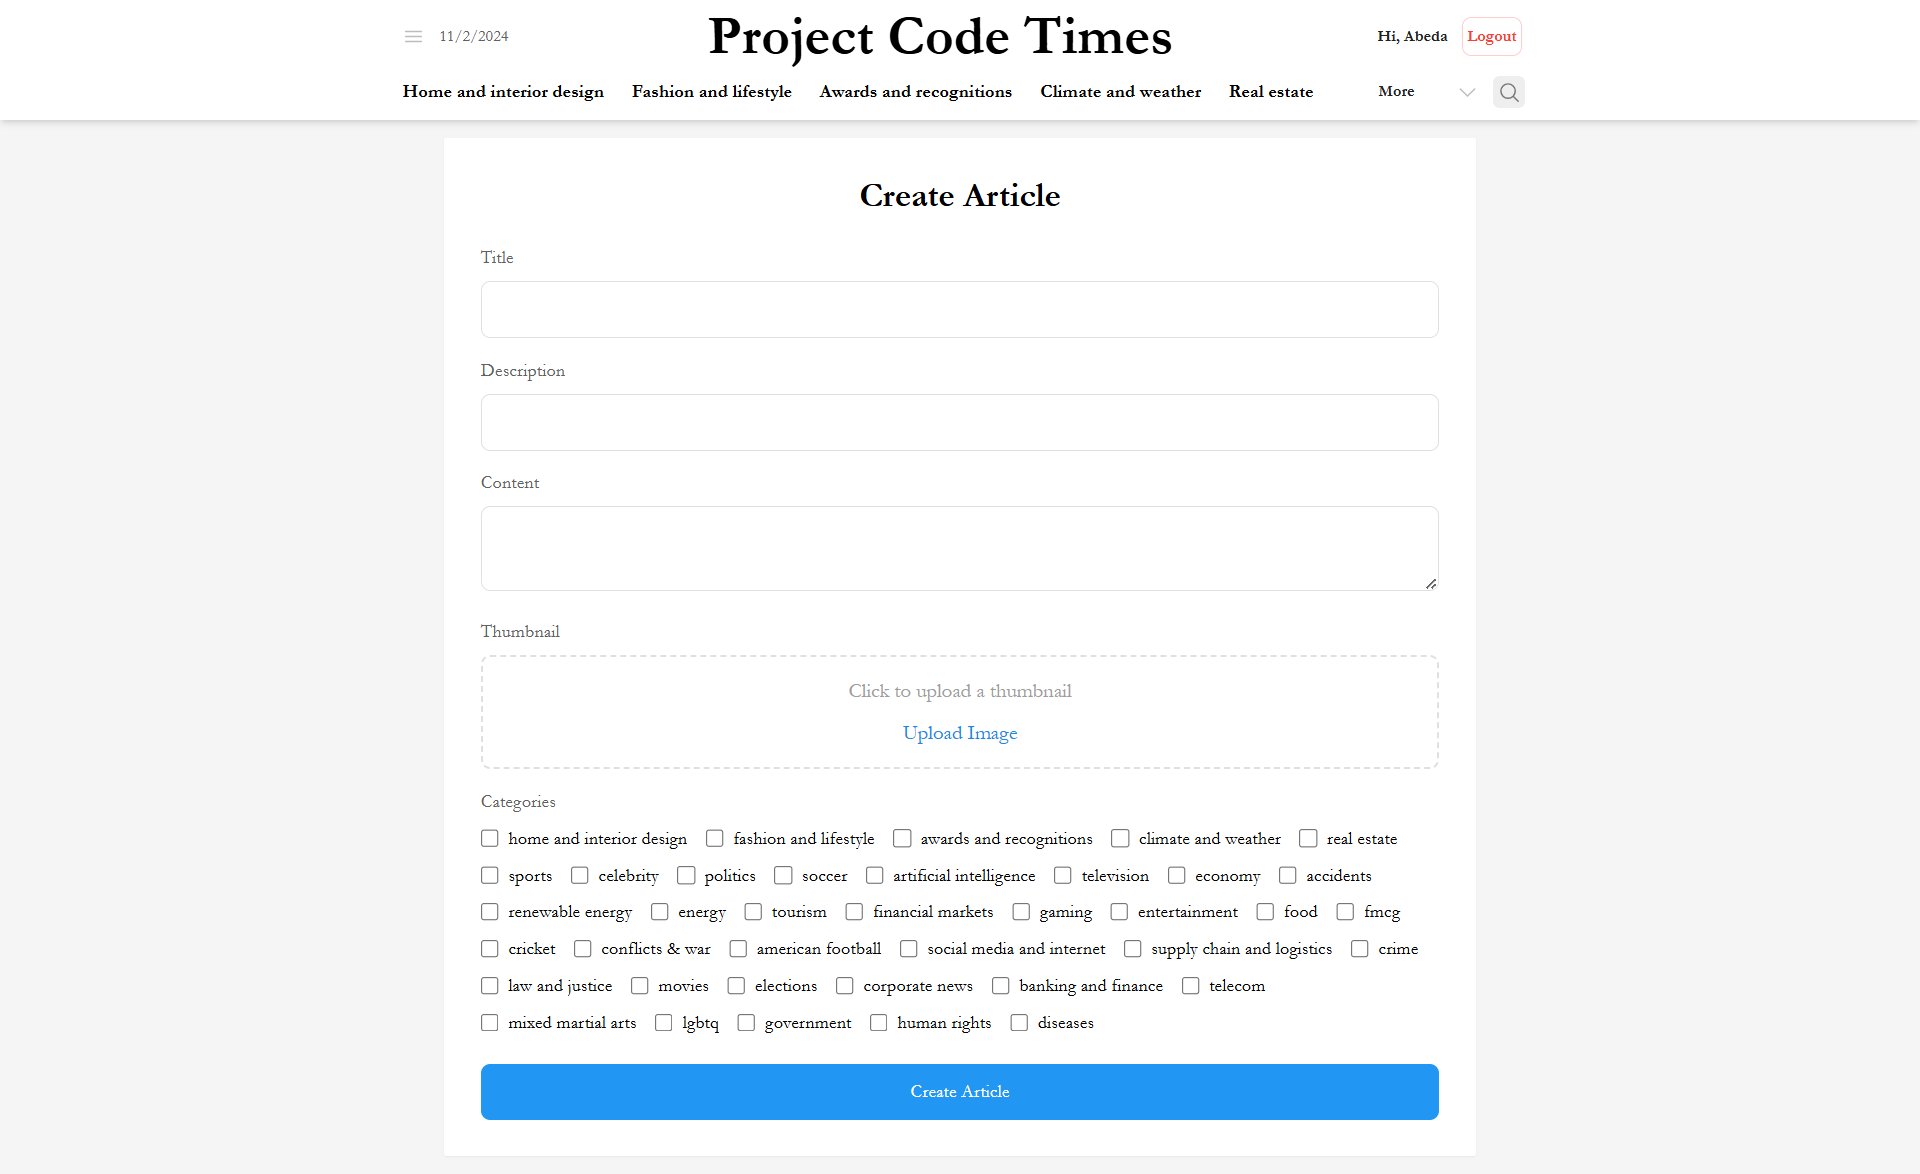 11/2/2024
Project Code Times
Hi, Abeda
Logout
Home and interior design Fashion and lifestyle Awards and recognitions Climate and weather Real estate More
Create Article
Title
Description
Content
Thumbnail
Click to upload a thumbnail
Upload Image
Categories
home and interior design fashion and lifestyle awards and recognitions climate and weather real estate
sports celebrity politics soccer artificial intelligence television economy accidents
renewable energy energy tourism financial markets gaming entertainment food fmcg
cricket conflicts & war american football social media and internet supply chain and logistics crime
law and justice movies elections corporate news banking and finance telecom
mixed martial arts lgbtq government human rights diseases
Create Article